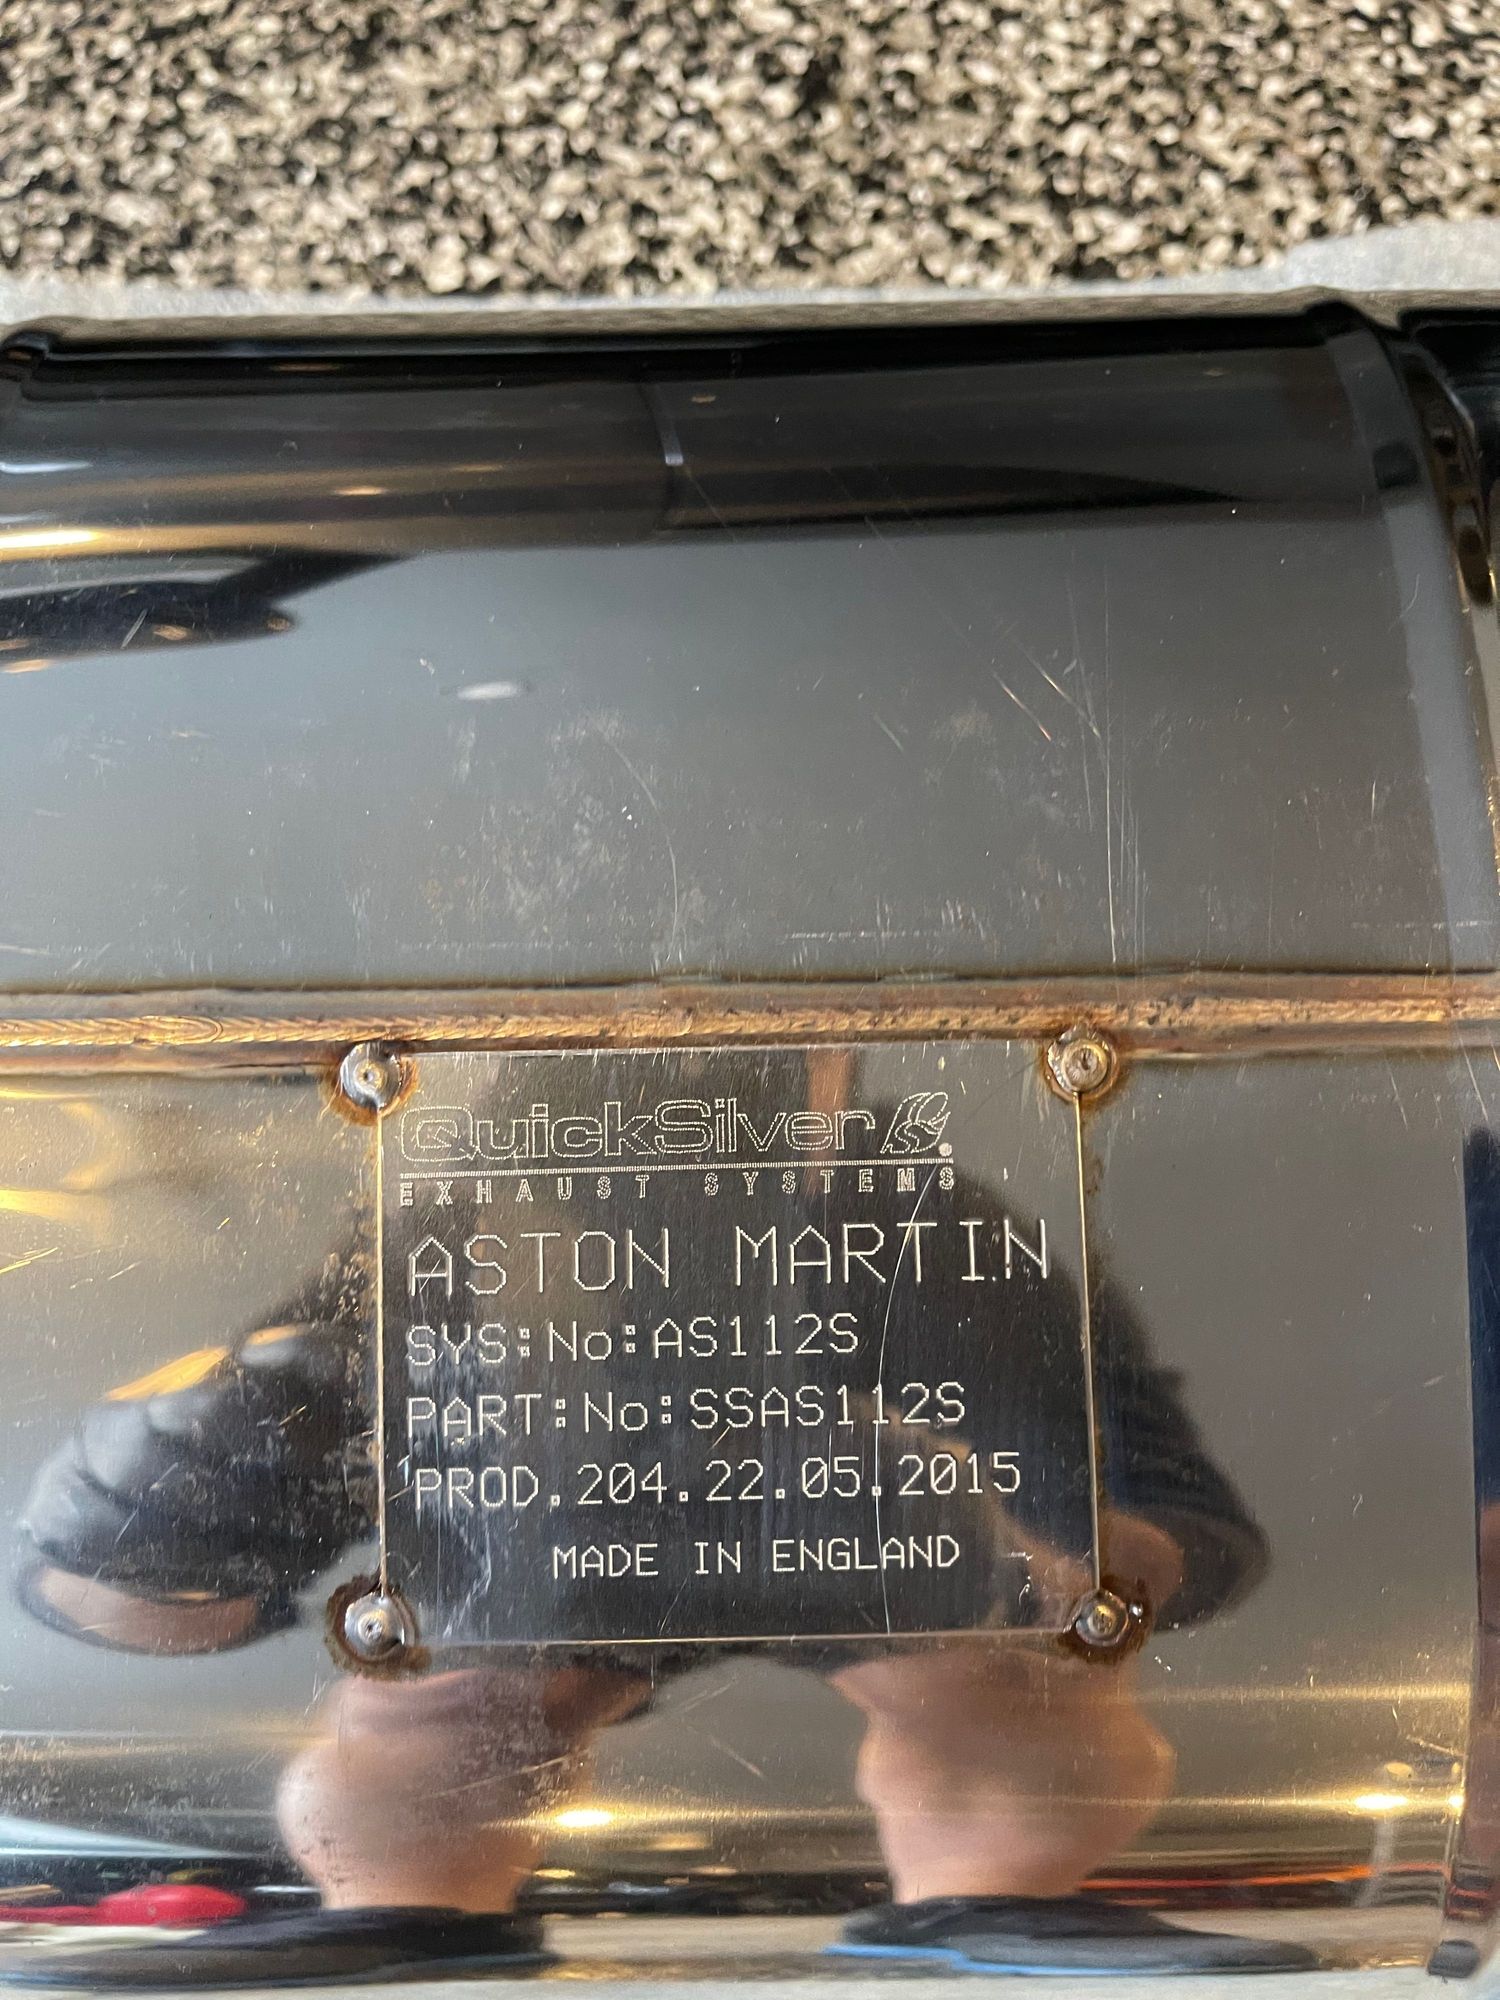 QuickSilver
EXHAUST SYSTEMS
ASTON MARTIN
SYS:No:AS112S
PART:No:SSAS112S
PROD.204.22.05.2015
MADE IN ENGLAND